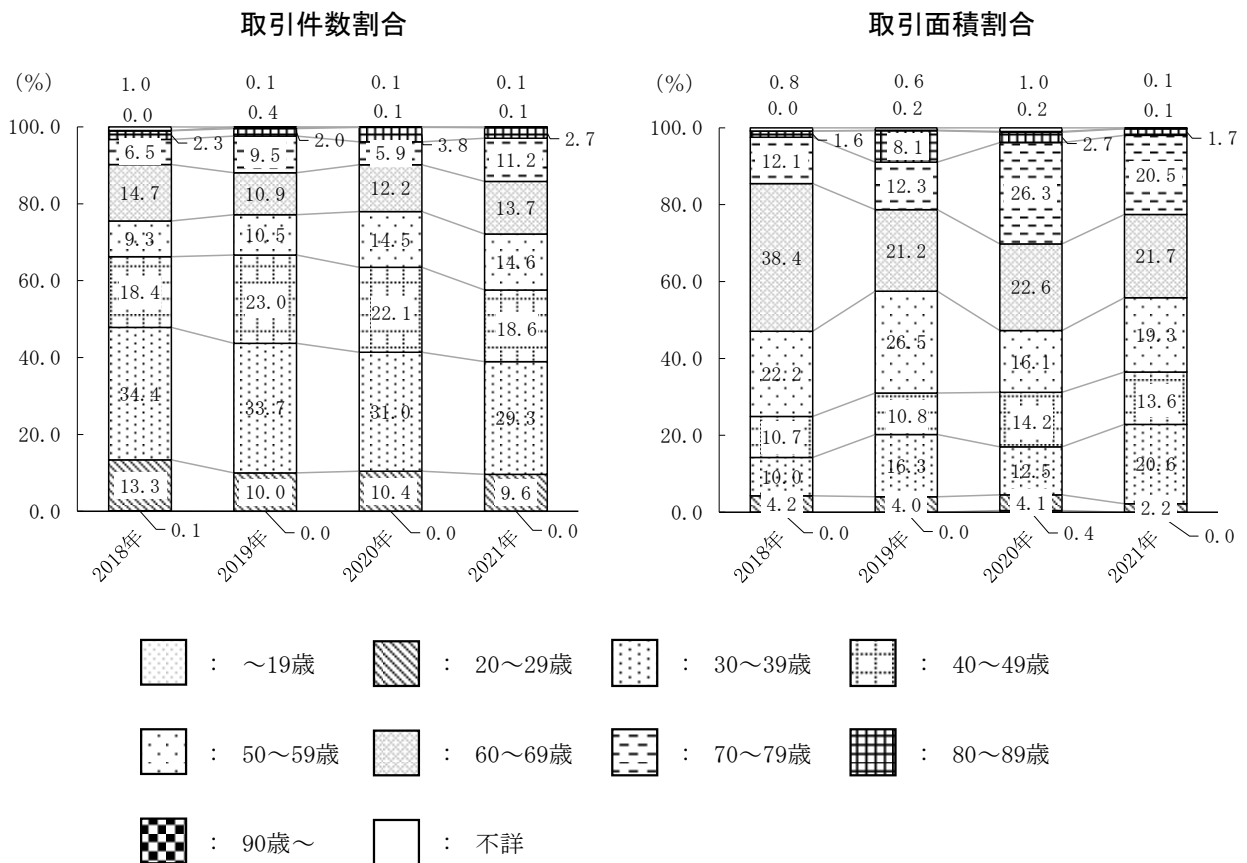 取引件数割合 取引面積割合
(%) 1.0 0.1 0.1 0.1 (%) 0.8 0.6 1.0 0.1
0.0 0.4 0.1 0.1 0.0 0.2 0.2 0.1
100.0 2.3 2.0 3.8 2.7 100.0 1.6 8.1 2.7 1.7
6.5 9.5 5.9 11.2 12.1 12.3 26.3 20.5
14.7 10.9 12.2 13.7 38.4 21.2 22.6 21.7
80.0 80.0
9.3 10.5 14.5 14.6 22.2 26.5 16.1 19.3
60.0 60.0
18.4 23.0 22.1 18.6 10.7 10.8 14.2 13.6
40.0 40.0
34.4 33.7 31.0 29.3 10.0 16.3 12.5 20.6
20.0 20.0
13.3 10.0 10.4 9.6 4.2 4.0 4.1 2.2
0.0 0.1 0.0 0.0 0.0 0.0 0.0 0.0 0.4 0.0
2018年 2019年 2020年 2021年 2018年 2019年 2020年 2021年
： ～19歳 ： 20～29歳 ： 30～39歳 ： 40～49歳
： 50～59歳 ： 60～69歳 ： 70～79歳 ： 80～89歳
： 90歳～ ： 不詳